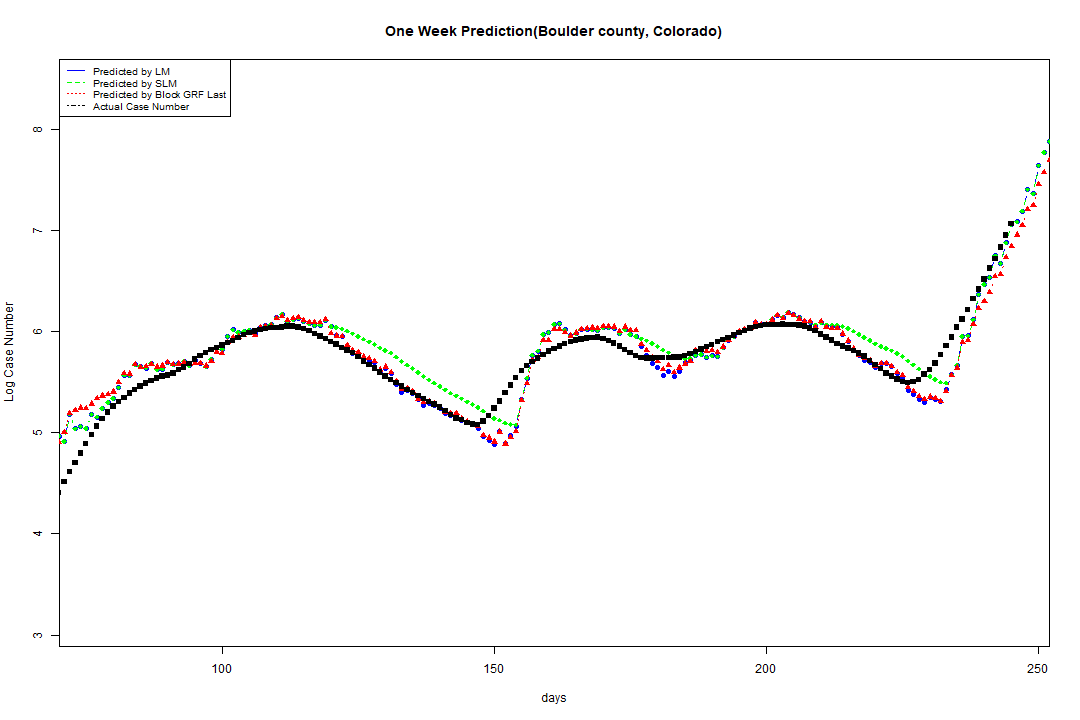 One Week Prediction(Boulder county, Colorado)
Predicted by LM
Predicted by SLM
Predicted by Block GRF Last
Actual Case Number
8
7
6
5
4
3
Log Case Number
100 150 200 250
days